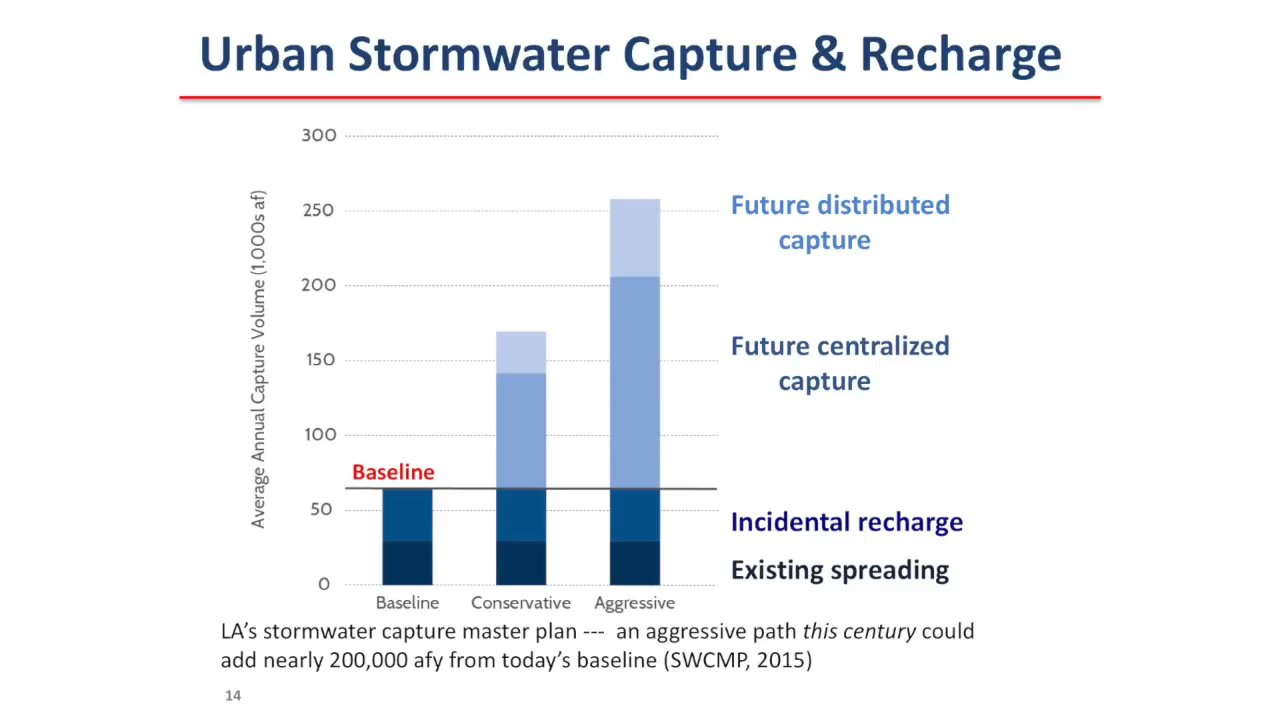 Urban Stormwater Capture & Recharge
Average Annual Capture Volume (1,000s af)
300
250
200
150
100
50
0
Baseline
Baseline
Conservative
Aggressive
Future distributed
capture
Future centralized
capture
Incidental recharge
Existing spreading
LA's stormwater capture master plan --- an aggressive path this century could
add nearly 200,000 afy from today's baseline (SWCMP, 2015)
14